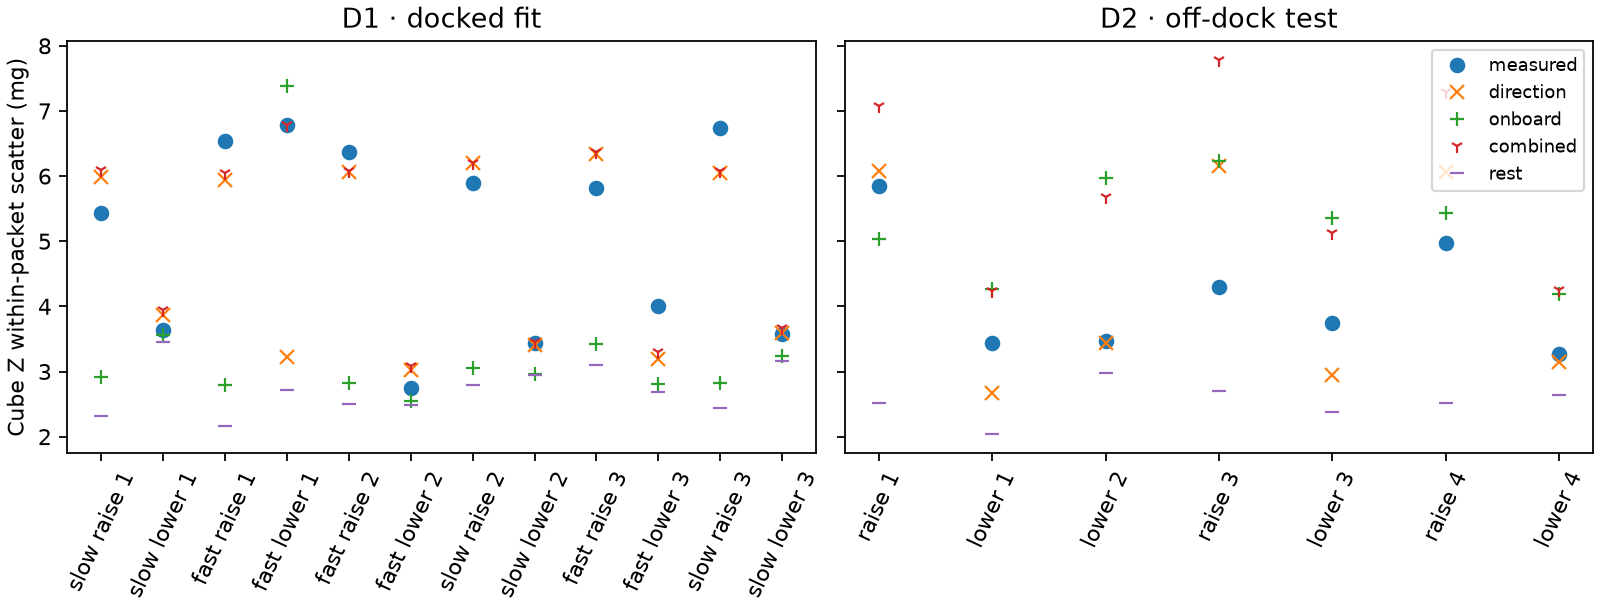 D1 · docked fit
D2 · off-dock test
Cube Z within-packet scatter (mg)
8
7
6
5
4
3
2
measured
direction
onboard
combined
rest
slow raise 1
slow lower 1
fast raise 1
fast lower 1
fast raise 2
fast lower 2
slow raise 2
slow lower 2
fast raise 3
fast lower 3
slow raise 3
slow lower 3
raise 1
lower 1
lower 2
raise 3
lower 3
raise 4
lower 4